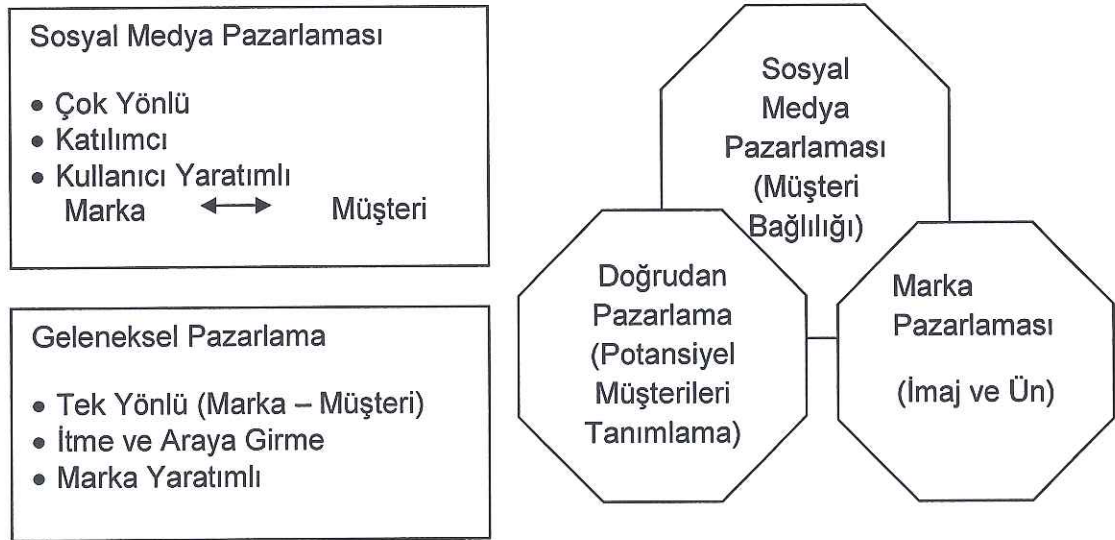 Sosyal Medya Pazarlaması
• Çok Yönlü
• Katılımcı
• Kullanıcı Yaratımlı
Marka ↔ Müşteri
Geleneksel Pazarlama
• Tek Yönlü (Marka – Müşteri)
• İtme ve Araya Girme
• Marka Yaratımlı
Sosyal
Medya
Pazarlaması
(Müşteri
Bağlılığı)
Doğrudan
Pazarlama
(Potansiyel
Müşterileri
Tanımlama)
Marka
Pazarlaması
(İmaj ve Ün)